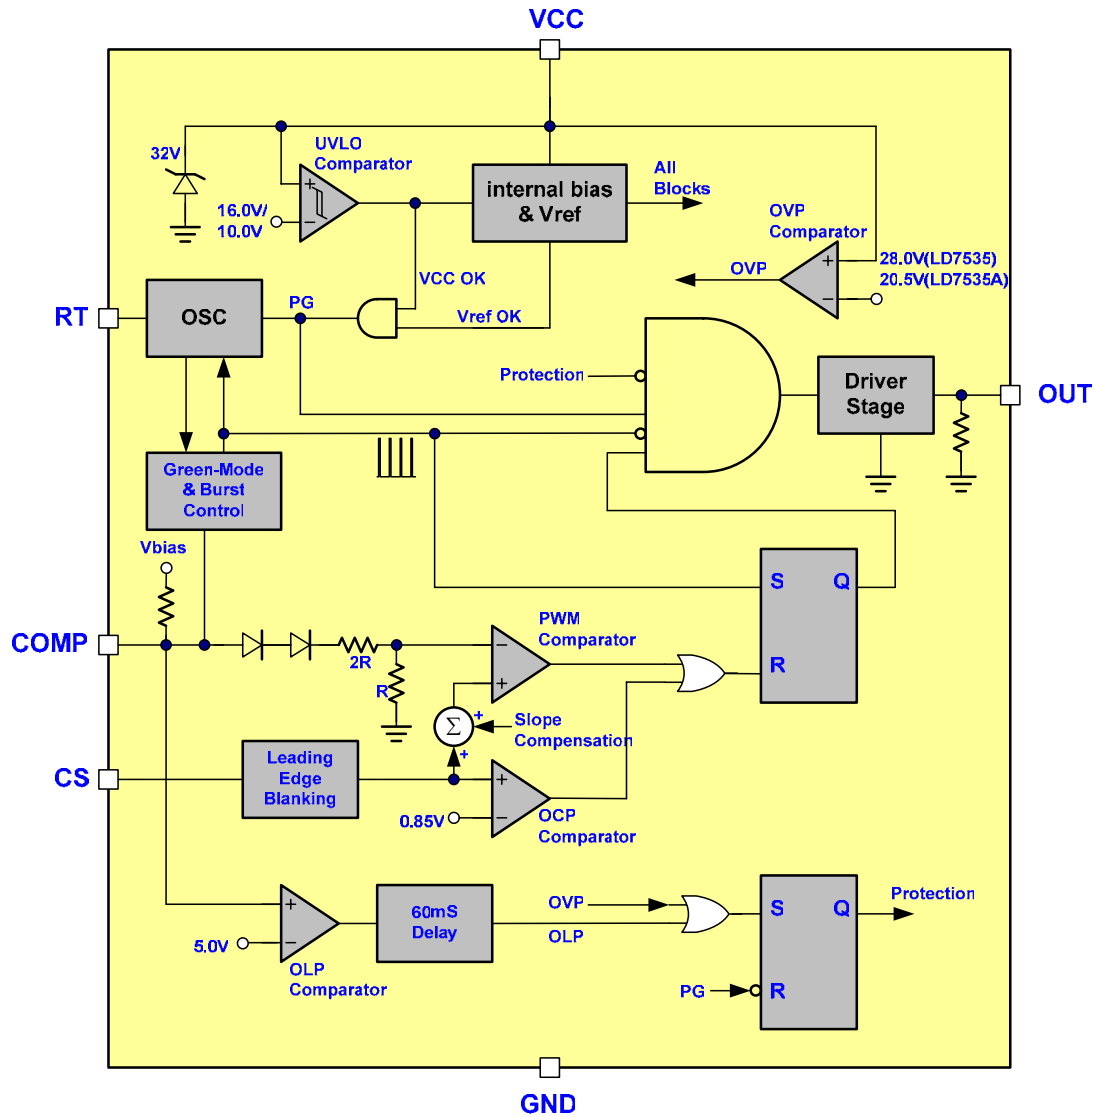 VCC
32V
UVLO
Comparator
16.0V/
10.0V
+
−
internal bias
& Vref
All
Blocks
OVP
Comparator
+
−
28.0V(LD7535)
20.5V(LD7535A)
OVP
VCC OK
Vref OK
RT
OSC
PG
Protection
Driver
Stage
OUT
Green-Mode
& Burst
Control
Vbias
COMP
2R
R
PWM
Comparator
−
+
S
Q
R
Σ
+
+
Slope
Compensation
CS
Leading
Edge
Blanking
0.85V
+
−
OCP
Comparator
5.0V
+
−
OLP
Comparator
60mS
Delay
OVP
OLP
S
Q
Protection
PG
R
GND